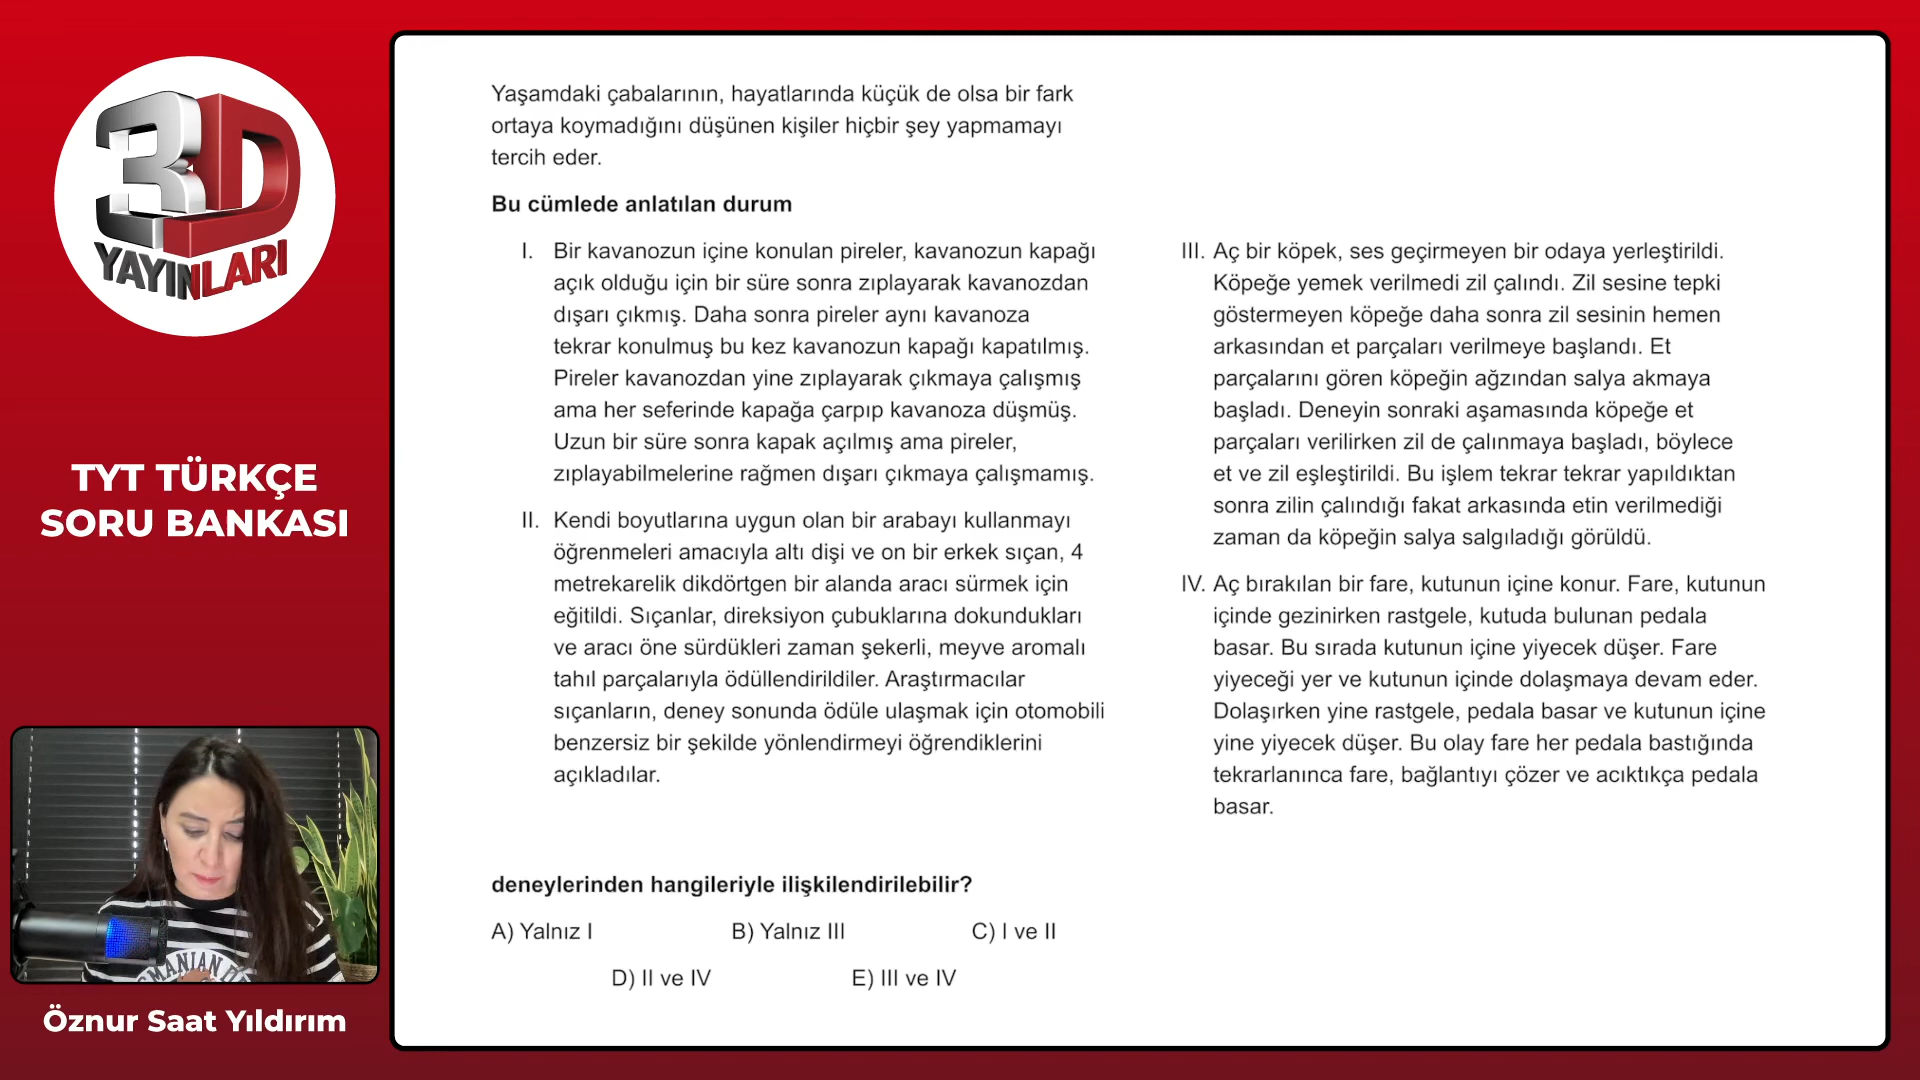 3D
YAYINLARI
TYT TÜRKÇE
SORU BANKASI
Öznur Saat Yıldırım
Yaşamdaki çabalarının, hayatlarında küçük de olsa bir fark
ortaya koymadığını düşünen kişiler hiçbir şey yapmamayı
tercih eder.
Bu cümlede anlatılan durum
I. Bir kavanozun içine konulan pireler, kavanozun kapağı
açık olduğu için bir süre sonra zıplayarak kavanozdan
dışarı çıkmış. Daha sonra pireler aynı kavanoza
tekrar konulmuş bu kez kavanozun kapağı kapatılmış.
Pireler kavanozdan yine zıplayarak çıkmaya çalışmış
ama her seferinde kapağa çarpıp kavanoza düşmüş.
Uzun bir süre sonra kapak açılmış ama pireler,
zıplayabilmelerine rağmen dışarı çıkmaya çalışmamış.
II. Kendi boyutlarına uygun olan bir arabayı kullanmayı
öğrenmeleri amacıyla altı dişi ve on bir erkek sıçan, 4
metrekarelik dikdörtgen bir alanda aracı sürmek için
eğitildi. Sıçanlar, direksiyon çubuklarına dokundukları
ve aracı öne sürdükleri zaman şekerli, meyve aromalı
tahıl parçalarıyla ödüllendirildiler. Araştırmacılar
sıçanların, deney sonunda ödüle ulaşmak için otomobili
benzersiz bir şekilde yönlendirmeyi öğrendiklerini
açıkladılar.
III. Aç bir köpek, ses geçirmeyen bir odaya yerleştirildi.
Köpeğe yemek verilmedi zil çalındı. Zil sesine tepki
göstermeyen köpeğe daha sonra zil sesinin hemen
arkasından et parçaları verilmeye başlandı. Et
parçalarını gören köpeğin ağzından salya akmaya
başladı. Deneyin sonraki aşamasında köpeğe et
parçaları verilirken zil de çalınmaya başladı, böylece
et ve zil eşleştirildi. Bu işlem tekrar tekrar yapıldıktan
sonra zilin çalındığı fakat arkasında etin verilmediği
zaman da köpeğin salya salgıladığı görüldü.
IV. Aç bırakılan bir fare, kutunun içine konur. Fare, kutunun
içinde gezinirken rastgele, kutuda bulunan pedala
basar. Bu sırada kutunun içine yiyecek düşer. Fare
yiyeceği yer ve kutunun içinde dolaşmaya devam eder.
Dolaşırken yine rastgele, pedala basar ve kutunun içine
yine yiyecek düşer. Bu olay fare her pedala bastığında
tekrarlanınca fare, bağlantıyı çözer ve acıktıkça pedala
basar.
deneylerinden hangileriyle ilişkilendirilebilir?
A) Yalnız I B) Yalnız III C) I ve II
D) II ve IV E) III ve IV